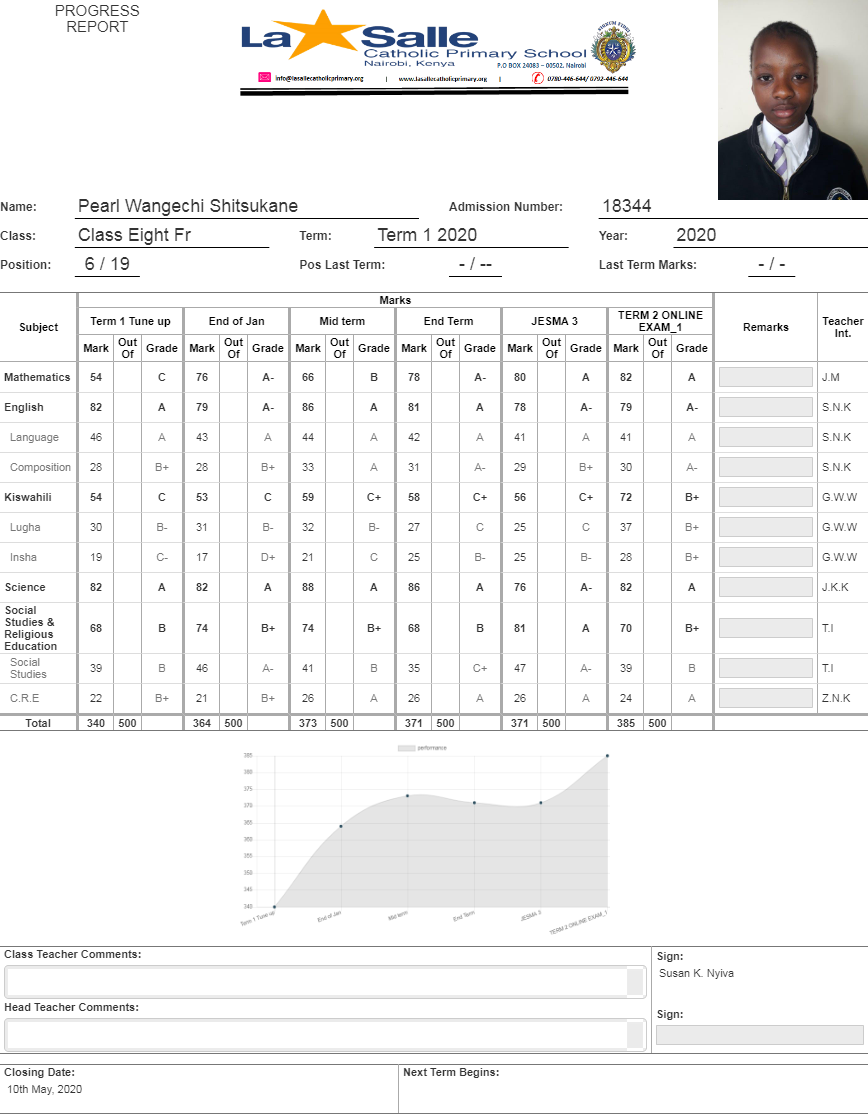 PROGRESS
REPORT
La Salle
Catholic Primary School
Nairobi, Kenya
P.O BOX 24083 – 00502, Nairobi
info@lasallecatholicprimary.org | www.lasallecatholicprimary.org | 0780-446-644/ 0792-446-644
Name: Pearl Wangechi Shitsukane Admission Number: 18344
Class: Class Eight Fr Term: Term 1 2020 Year: 2020
Position: 6 / 19 Pos Last Term: - / -- Last Term Marks: - / -
Marks
Subject Term 1 Tune up End of Jan Mid term End Term JESMA 3 TERM 2 ONLINE EXAM_1 Remarks Teacher Int.
Mark Out Of Grade Mark Out Of Grade Mark Out Of Grade Mark Out Of Grade Mark Out Of Grade Mark Out Of Grade
Mathematics 54 C 76 A- 66 B 78 A- 80 A 82 A J.M
English 82 A 79 A- 86 A 81 A 78 A- 79 A- S.N.K
Language 46 A 43 A 44 A 42 A 41 A 41 A S.N.K
Composition 28 B+ 28 B+ 33 A 31 A- 29 B+ 30 A- S.N.K
Kiswahili 54 C 53 C 59 C+ 58 C+ 56 C+ 72 B+ G.W.W
Lugha 30 B- 31 B- 32 B- 27 C 25 C 37 B+ G.W.W
Insha 19 C- 17 D+ 21 C 25 B- 25 B- 28 B+ G.W.W
Science 82 A 82 A 88 A 86 A 76 A- 82 A J.K.K
Social Studies & Religious Education 68 B 74 B+ 74 B+ 68 B 81 A 70 B+ T.I
Social Studies 39 B 46 A- 41 B 35 C+ 47 A- 39 B T.I
C.R.E 22 B+ 21 B+ 26 A 26 A 26 A 24 A Z.N.K
Total 340 500 364 500 373 500 371 500 371 500 385 500
performance
385
380
375
370
365
360
355
350
345
340
Term 1 Tune up End of Jan Mid term End Term JESMA 3 TERM 2 ONLINE EXAM_1
Class Teacher Comments: Sign:
Susan K. Nyiva
Head Teacher Comments: Sign:
Closing Date: Next Term Begins:
10th May, 2020